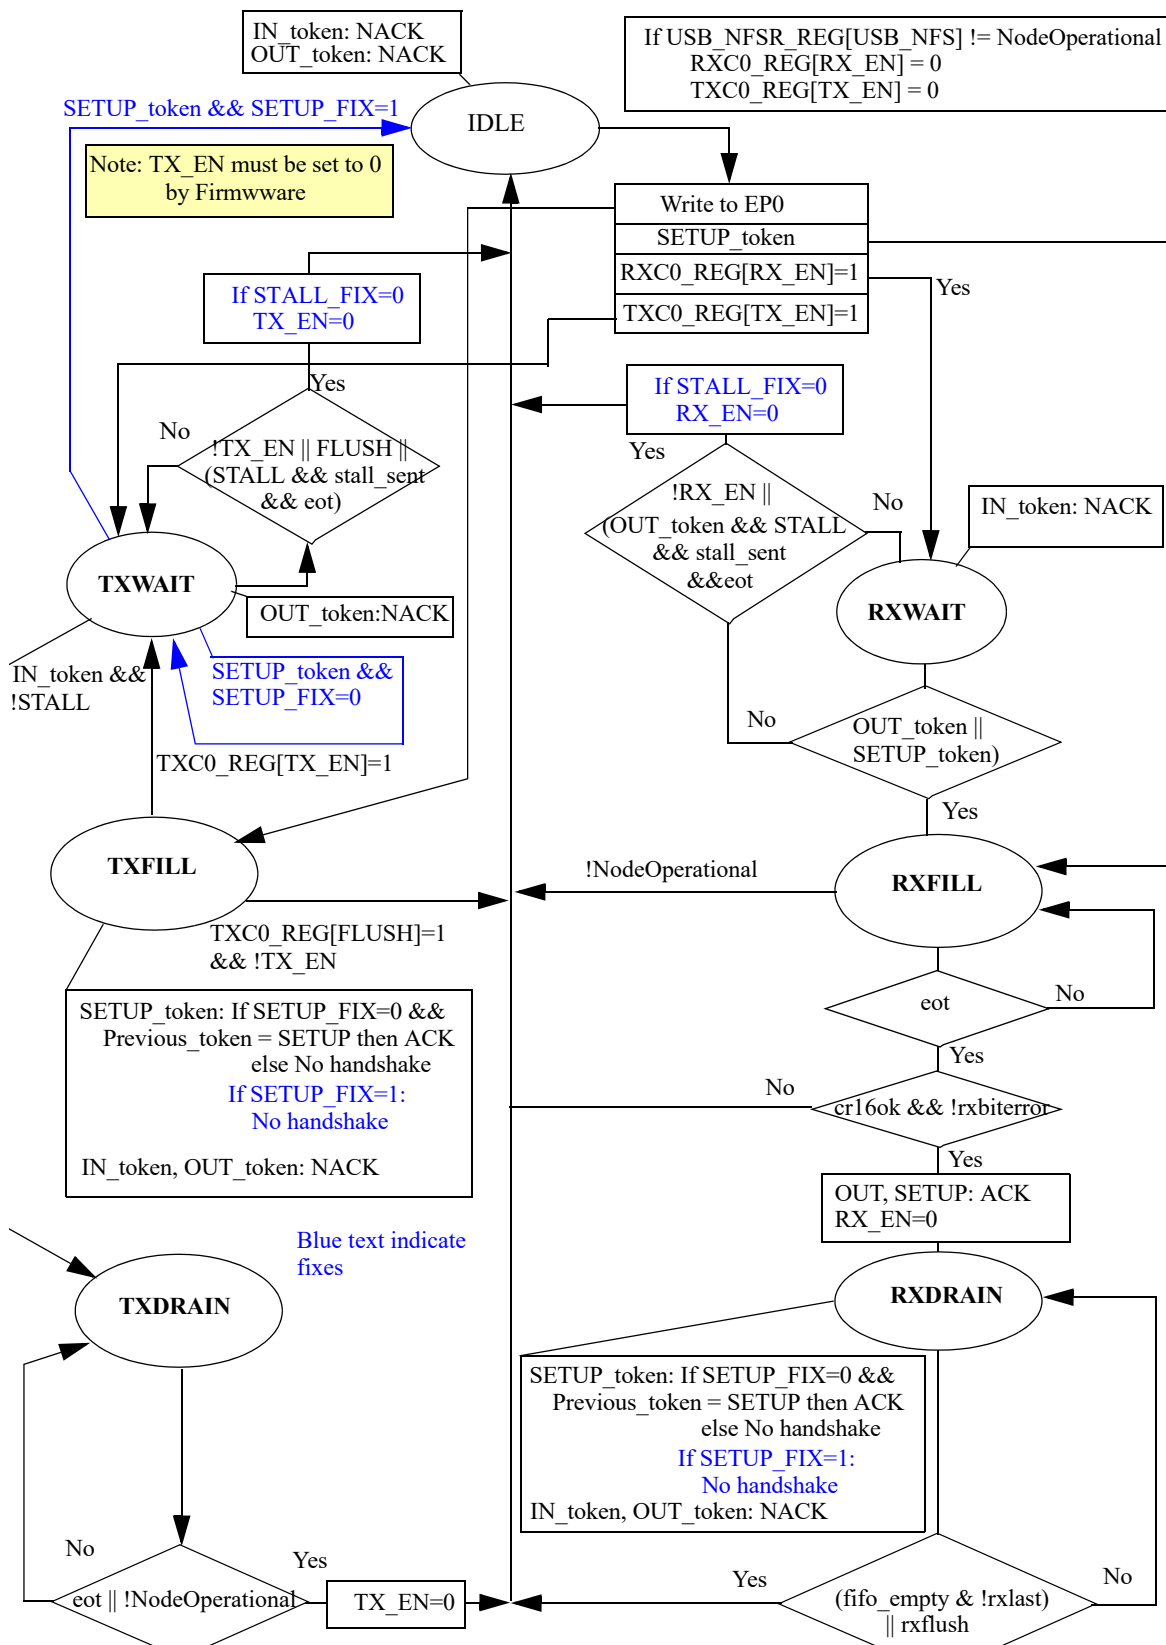 IN_token: NACK
OUT_token: NACK
If USB_NFSR_REG[USB_NFS] != NodeOperational
RXC0_REG[RX_EN] = 0
TXC0_REG[TX_EN] = 0
SETUP_token && SETUP_FIX=1
IDLE
Note: TX_EN must be set to 0
by Firmwware
Write to EP0
SETUP_token
RXC0_REG[RX_EN]=1
TXC0_REG[TX_EN]=1
Yes
If STALL_FIX=0
TX_EN=0
Yes
No
!TX_EN || FLUSH ||
(STALL && stall_sent
&& eot)
If STALL_FIX=0
RX_EN=0
Yes
No
!RX_EN ||
(OUT_token && STALL
&& stall_sent
&&eot
IN_token: NACK
TXWAIT
OUT_token:NACK
RXWAIT
IN_token &&
!STALL
SETUP_token &&
SETUP_FIX=0
No
OUT_token ||
SETUP_token)
TXC0_REG[TX_EN]=1
Yes
TXFILL
!NodeOperational
RXFILL
TXC0_REG[FLUSH]=1
&& !TX_EN
eot
No
Yes
SETUP_token: If SETUP_FIX=0 &&
Previous_token = SETUP then ACK
else No handshake
If SETUP_FIX=1:
No handshake
IN_token, OUT_token: NACK
No
cr16ok && !rxbiterror
Yes
OUT, SETUP: ACK
RX_EN=0
Blue text indicate
fixes
TXDRAIN
RXDRAIN
SETUP_token: If SETUP_FIX=0 &&
Previous_token = SETUP then ACK
else No handshake
If SETUP_FIX=1:
No handshake
IN_token, OUT_token: NACK
No
eot || !NodeOperational
Yes
TX_EN=0
Yes
(fifo_empty & !rxlast)
|| rxflush
No